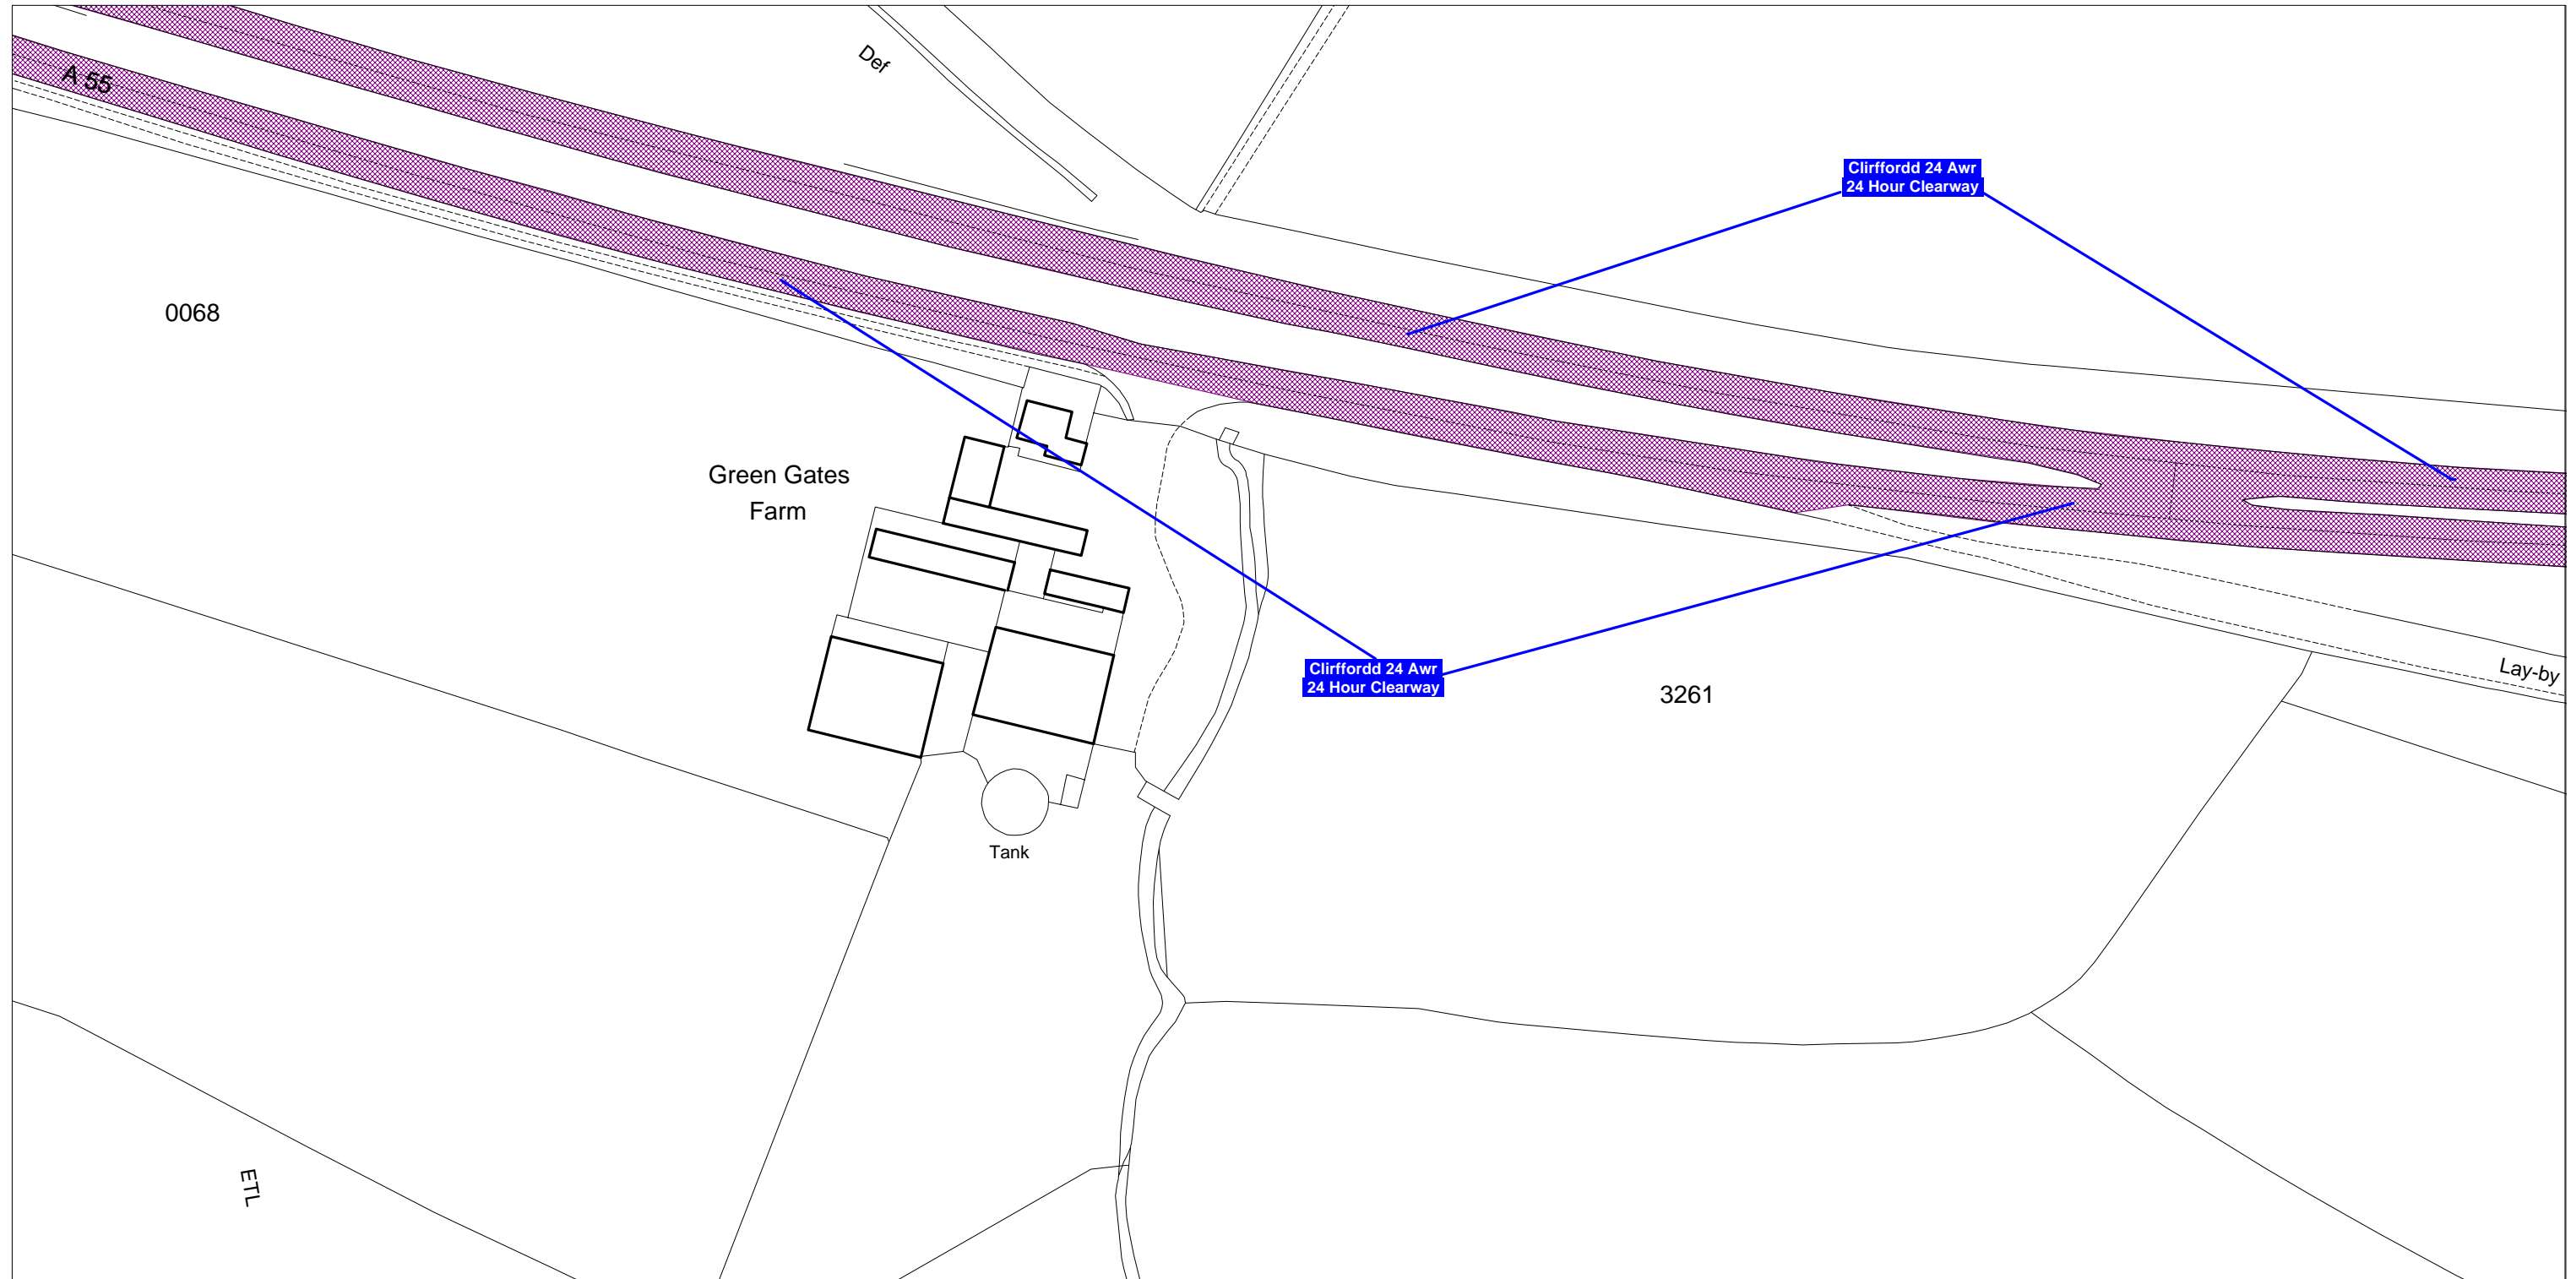 A 55
Def
Clirffordd 24 Awr
24 Hour Clearway
0068
Green Gates
Farm
Clirffordd 24 Awr
24 Hour Clearway
3261
Lay-by
Tank
ETL